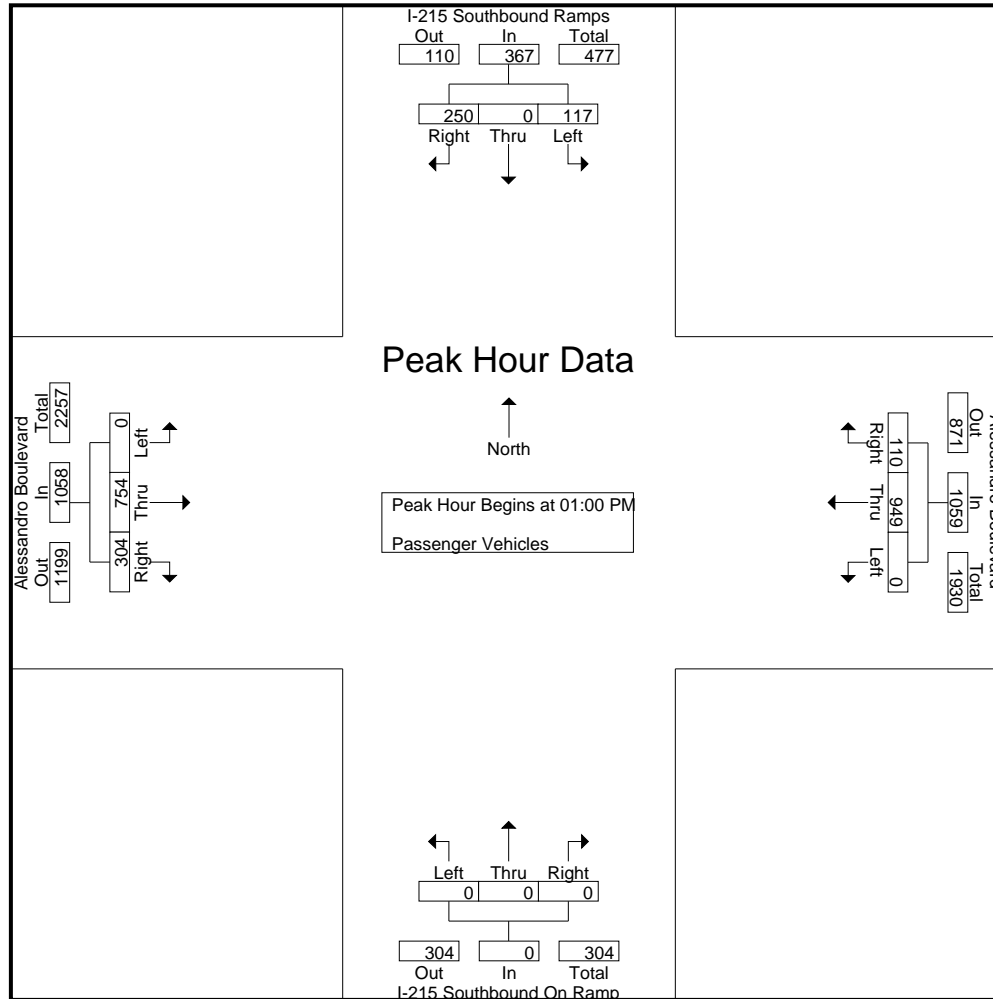 I-215 Southbound Ramps
Out In Total
110 367 477
250 0 117
Right Thru Left
Peak Hour Data
North
Peak Hour Begins at 01:00 PM
Passenger Vehicles
Alessandro Boulevard
Total In Out
2257 1058 1199
0 754 304
Left Thru Right
Right Thru Left
110 949 0
Out In Total
871 1059 1930
Left Thru Right
0 0 0
304 0 304
Out In Total
I-215 Southbound On Ramp